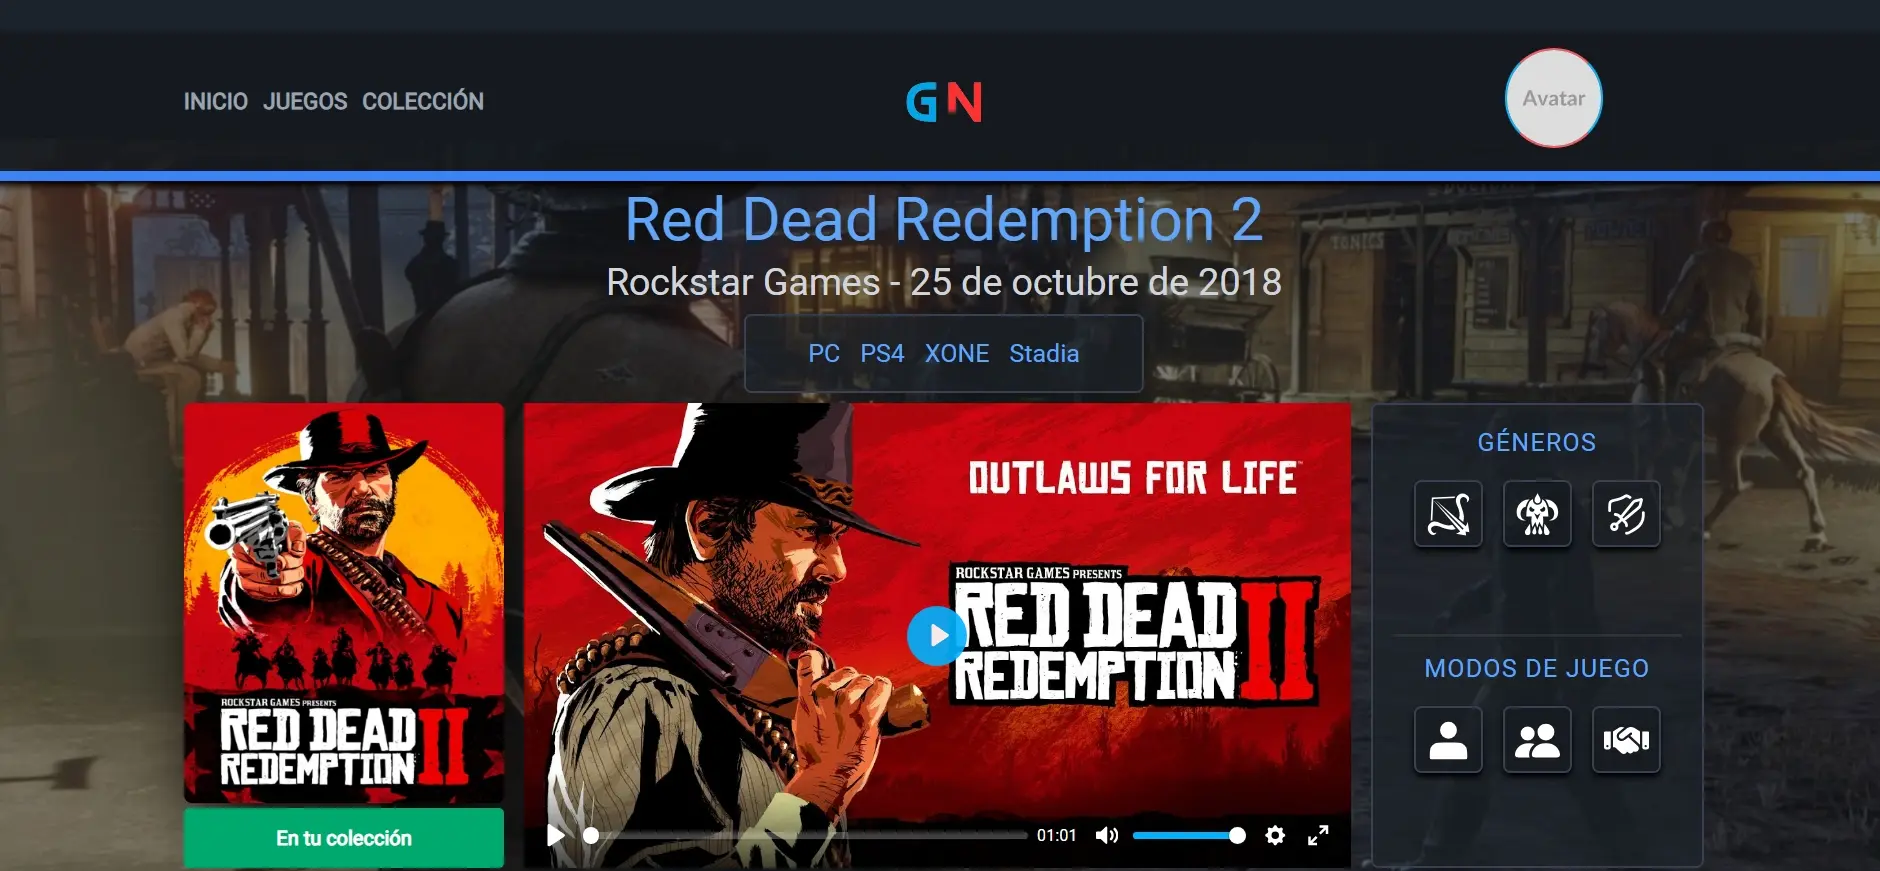 INICIO JUEGOS COLECCIÓN
GN
Avatar
Red Dead Redemption 2
Rockstar Games - 25 de octubre de 2018
PC PS4 XONE Stadia
TONICS
ROCKSTAR GAMES PRESENTS
RED DEAD
REDEMPTION II
En tu colección
OUTLAWS FOR LIFE™
ROCKSTAR GAMES PRESENTS
RED DEAD
REDEMPTION II
01:01
GÉNEROS
MODOS DE JUEGO